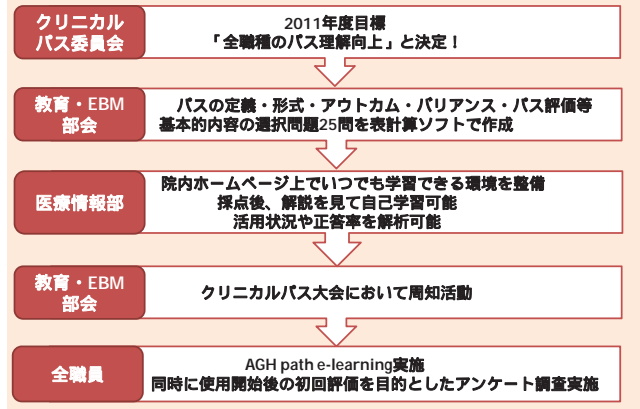 クリニカル
パス委員会
2011年度目標
「全職種のパス理解向上」と決定！
教育・EBM
部会
パスの定義・形式・アウトカム・バリアンス・パス評価等
基本的内容の選択問題25問を表計算ソフトで作成
医療情報部
院内ホームページ上でいつでも学習できる環境を整備
採点後、解説を見て自己学習可能
活用状況や正答率を解析可能
教育・EBM
部会
クリニカルパス大会において周知活動
全職員
AGH path e-learning実施
同時に使用開始後の初回評価を目的としたアンケート調査実施